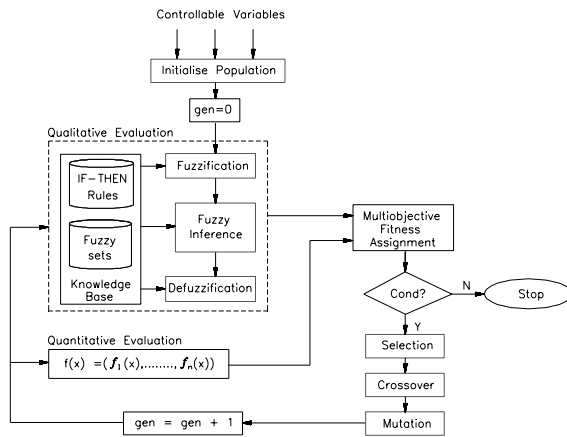 Controllable Variables
Initialise Population
gen=0
Qualitative Evaluation
IF-THEN
Rules
Fuzzy
sets
Knowledge
Base
Fuzzification
Fuzzy
Inference
Defuzzification
Multiobjective
Fitness
Assignment
Cond?
N
Stop
Y
Quantitative Evaluation
f(x) =(f1(x),........,fn(x))
Selection
Crossover
Mutation
gen = gen + 1